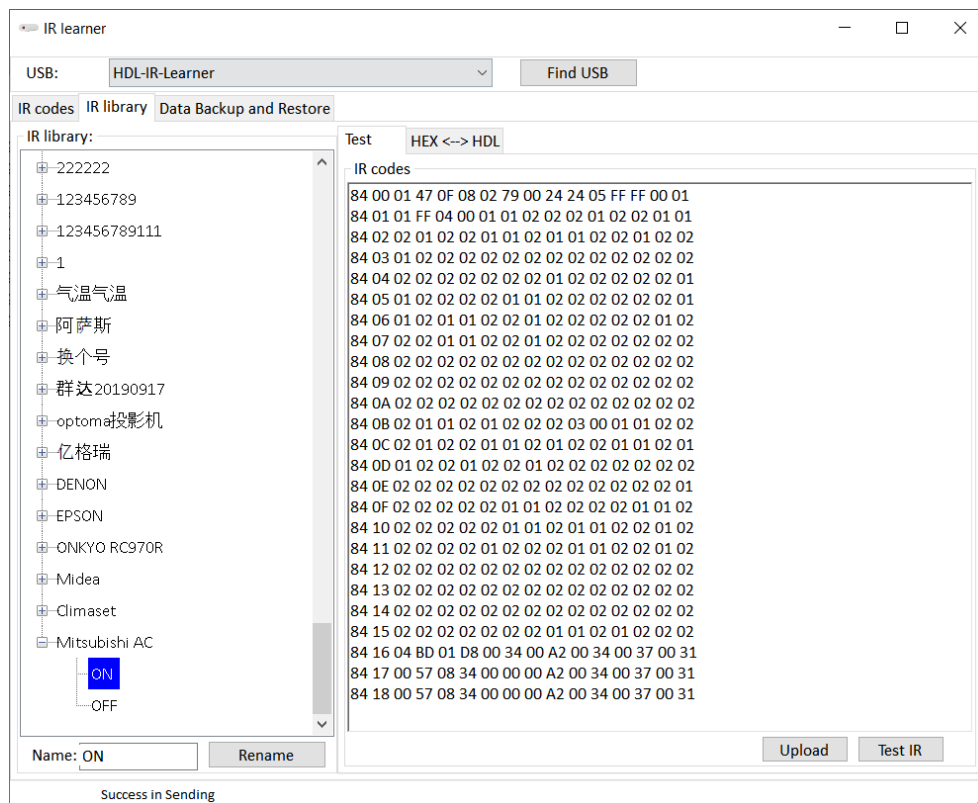 IR learner
USB: HDL-IR-Learner Find USB
IR codes IR library Data Backup and Restore
IR library:
222222
123456789
123456789111
1
气温气温
阿萨斯
换个号
群达20190917
optoma投影机
亿格瑞
DENON
EPSON
ONKYO RC970R
Midea
Climaset
Mitsubishi AC
ON
OFF
Name: ON Rename
Test HEX <--> HDL
IR codes
84 00 01 47 0F 08 02 79 00 24 24 05 FF FF 00 01
84 01 01 FF 04 00 01 01 02 02 02 01 02 02 01 01
84 02 02 01 02 02 01 01 02 01 01 02 02 01 02 02
84 03 01 02 02 02 02 02 02 02 02 02 02 02 02 02
84 04 02 02 02 02 02 02 02 01 02 02 02 02 02 01
84 05 01 02 02 02 02 01 01 02 02 02 02 02 02 01
84 06 01 02 01 01 02 02 01 02 02 02 02 02 01 02
84 07 02 02 01 01 02 02 01 02 02 02 02 02 02 02
84 08 02 02 02 02 02 02 02 02 02 02 02 02 02 02
84 09 02 02 02 02 02 02 02 02 02 02 02 02 02 02
84 0A 02 02 02 02 02 02 02 02 02 02 02 02 02 02
84 0B 02 01 01 02 01 02 02 02 03 00 01 01 02 02
84 0C 02 01 02 02 01 01 02 01 02 02 01 01 02 01
84 0D 01 02 02 01 02 02 01 02 02 02 02 02 02 02
84 0E 02 02 02 02 02 02 02 02 02 02 02 02 02 01
84 0F 02 02 02 02 02 01 01 02 02 02 02 01 01 02
84 10 02 02 02 02 02 01 01 02 01 01 02 02 01 02
84 11 02 02 02 02 01 02 02 02 01 01 02 02 01 02
84 12 02 02 02 02 02 02 02 02 02 02 02 02 02 02
84 13 02 02 02 02 02 02 02 02 02 02 02 02 02 02
84 14 02 02 02 02 02 02 02 02 02 02 02 02 02 02
84 15 02 02 02 02 02 02 02 01 01 02 01 02 02 02
84 16 04 BD 01 D8 00 34 00 A2 00 34 00 37 00 31
84 17 00 57 08 34 00 00 00 A2 00 34 00 37 00 31
84 18 00 57 08 34 00 00 00 A2 00 34 00 37 00 31
Upload Test IR
Success in Sending